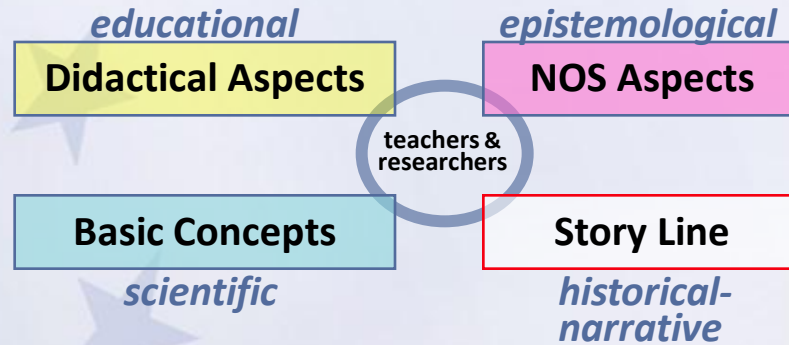 educational
epistemological
Didactical Aspects
NOS Aspects
teachers &
researchers
Basic Concepts
Story Line
scientific
historical-
narrative